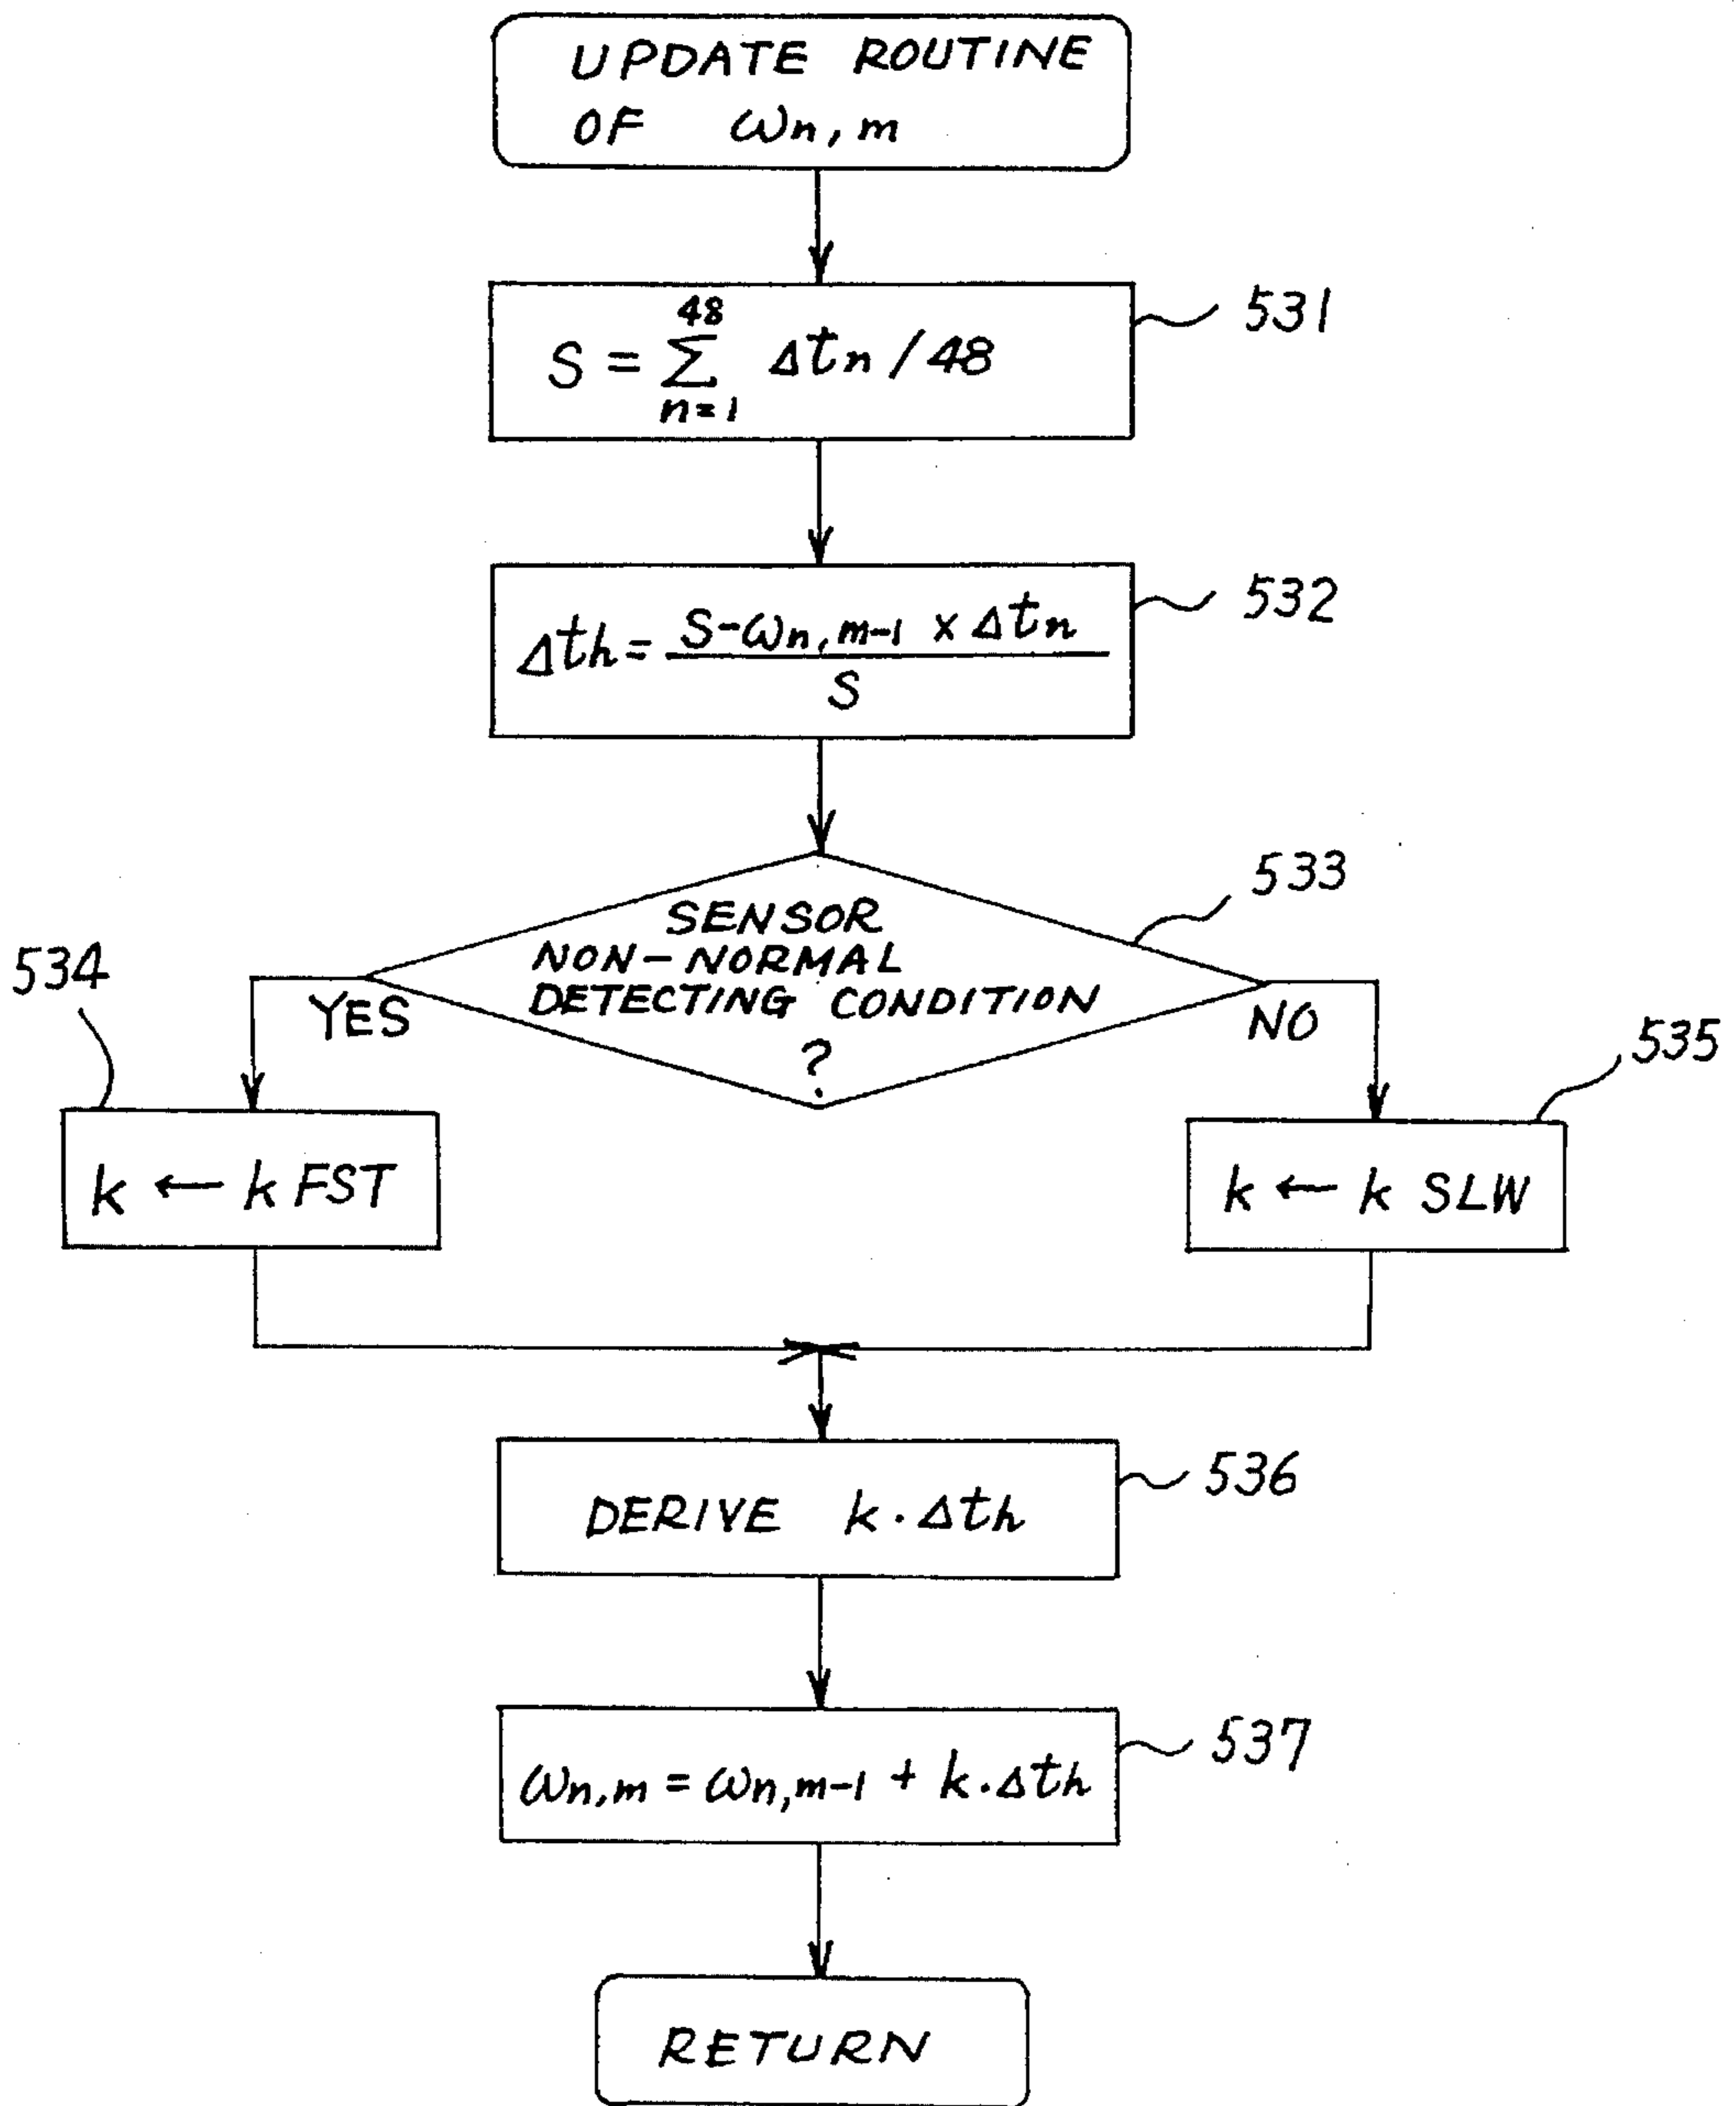 UPDATE ROUTINE
OF ωn,m
531
S = 48 Σ n=1 Δtn / 48
532
Δth = S-ωn,m-1 × Δtn / S
533
SENSOR
NON-NORMAL
DETECTING CONDITION
?
534
YES
NO
535
k ← k FST
k ← k SLW
536
DERIVE k·Δth
537
ωn,m = ωn,m-1 + k·Δth
RETURN